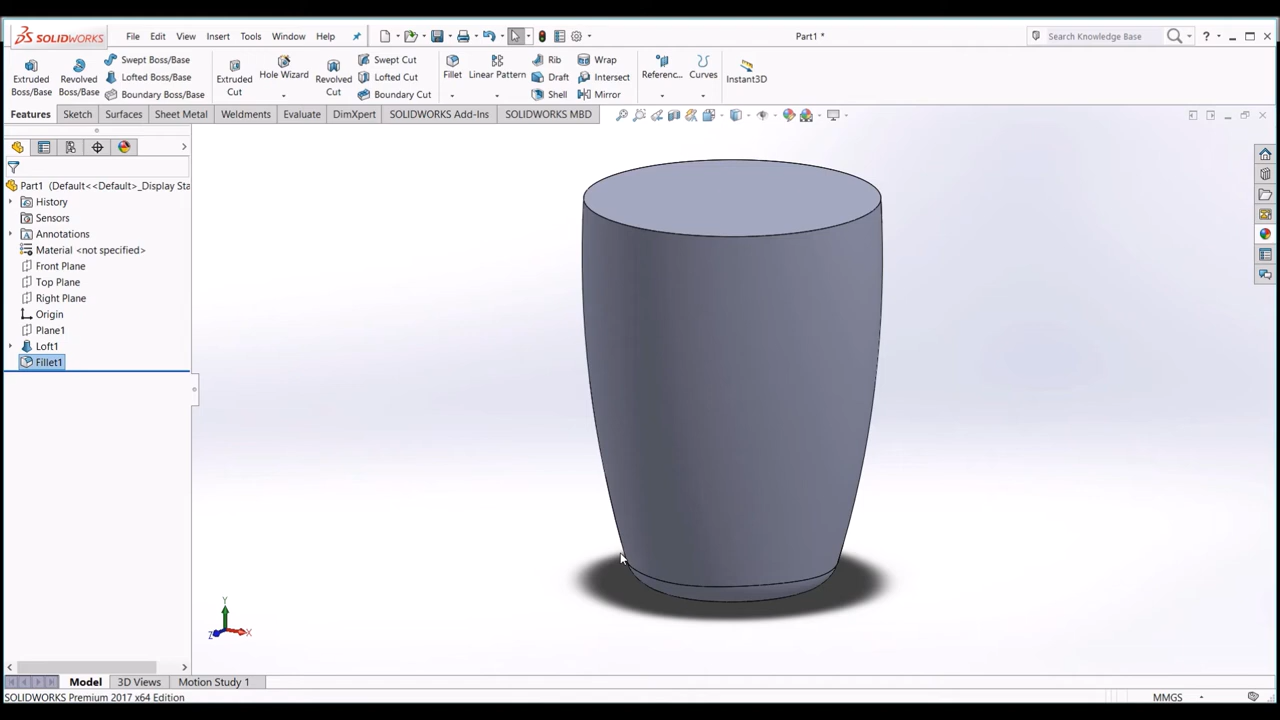 SOLIDWORKS File Edit View Insert Tools Window Help Part1 * Search Knowledge Base ?
Extruded Boss/Base
Revolved Boss/Base
Swept Boss/Base
Lofted Boss/Base
Boundary Boss/Base
Extruded Cut
Hole Wizard
Revolved Cut
Swept Cut
Lofted Cut
Boundary Cut
Fillet
Linear Pattern
Rib
Draft
Shell
Wrap
Intersect
Mirror
Referenc...
Curves
Instant3D
Features Sketch Surfaces Sheet Metal Weldments Evaluate DimXpert SOLIDWORKS Add-Ins SOLIDWORKS MBD
Part1 (Default<<Default>_Display Sta
History
Sensors
Annotations
Material <not specified>
Front Plane
Top Plane
Right Plane
Origin
Plane1
Loft1
Fillet1
Y
Z X
Model 3D Views Motion Study 1
SOLIDWORKS Premium 2017 x64 Edition MMGS